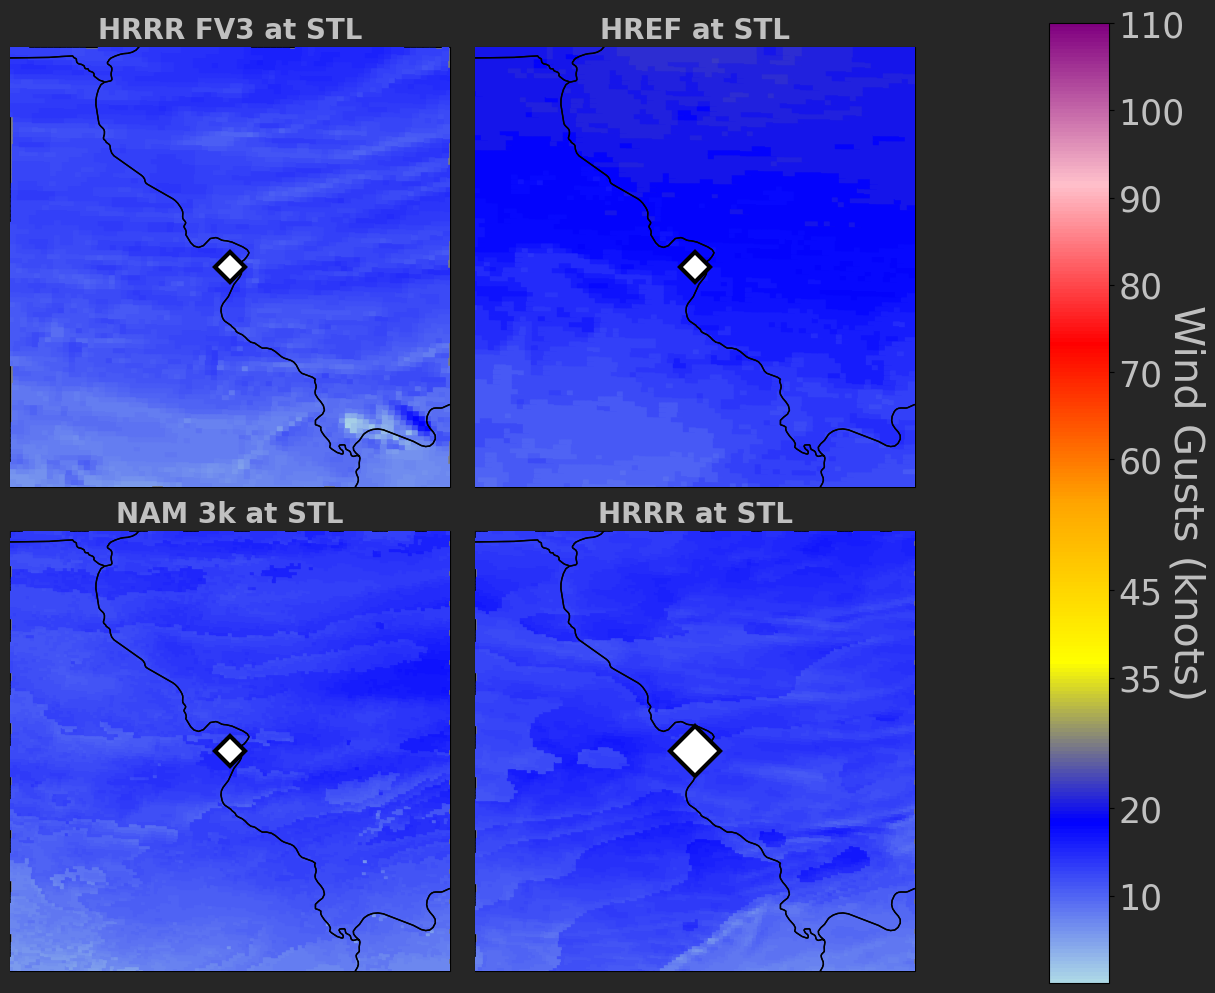 HRRR FV3 at STL
HREF at STL
NAM 3k at STL
HRRR at STL
110
100
90
80
70
60
45
35
20
10
Wind Gusts (knots)